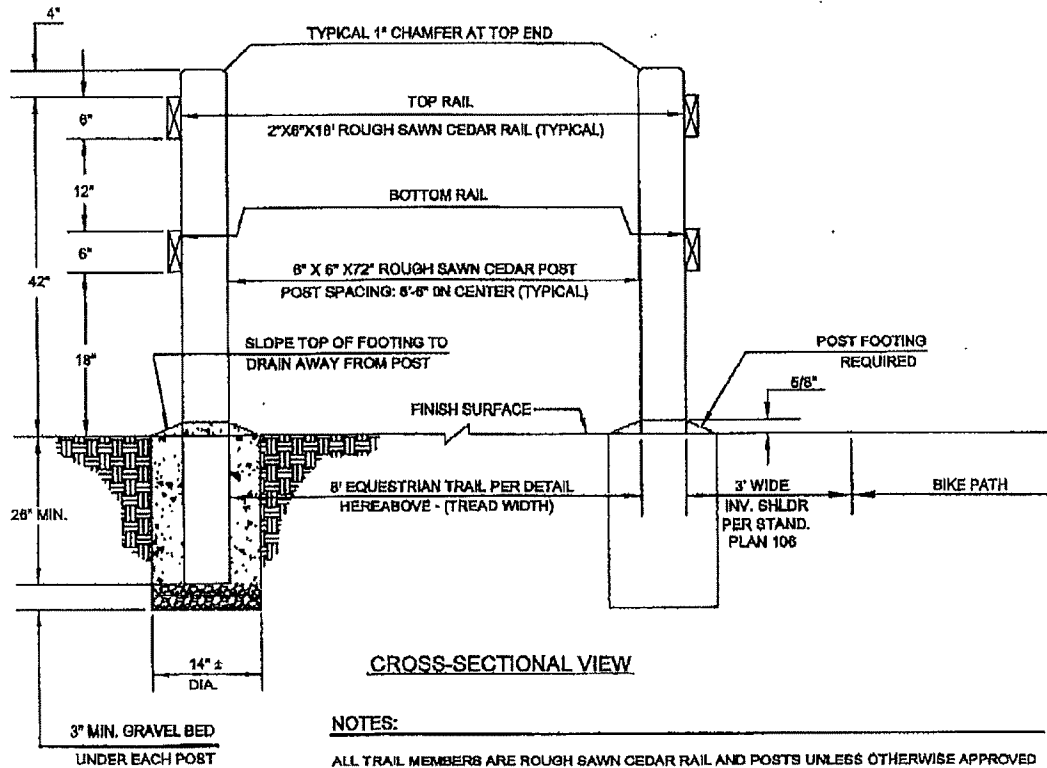 4"
TYPICAL 1" CHAMFER AT TOP END
TOP RAIL
2"X6"X18' ROUGH SAWN CEDAR RAIL (TYPICAL)
6"
12"
BOTTOM RAIL
6"
6" X 6" X72" ROUGH SAWN CEDAR POST
POST SPACING: 8'-6" ON CENTER (TYPICAL)
42"
18"
SLOPE TOP OF FOOTING TO
DRAIN AWAY FROM POST
POST FOOTING
REQUIRED
5/8"
FINISH SURFACE
8' EQUESTRIAN TRAIL PER DETAIL
HEREABOVE - (TREAD WIDTH)
3' WIDE
INV. SHLDR
PER STAND.
PLAN 106
BIKE PATH
26" MIN.
14" ±
DIA.
CROSS-SECTIONAL VIEW
3" MIN. GRAVEL BED
UNDER EACH POST
NOTES:
ALL TRAIL MEMBERS ARE ROUGH SAWN CEDAR RAIL AND POSTS UNLESS OTHERWISE APPROVED